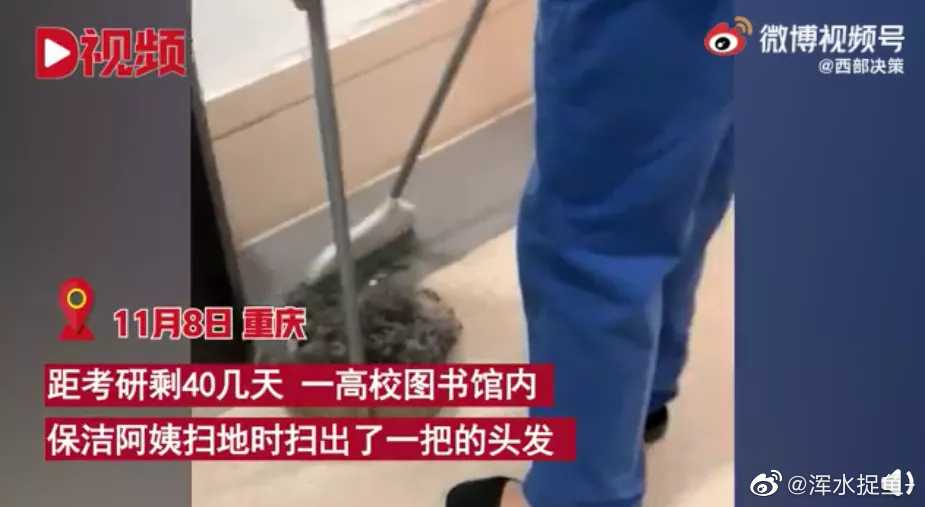 D视频
微博视频号
@西部决策
11月8日 重庆
距考研剩40几天 一高校图书馆内
保洁阿姨扫地时扫出了一把的头发
@浑水捉鱼